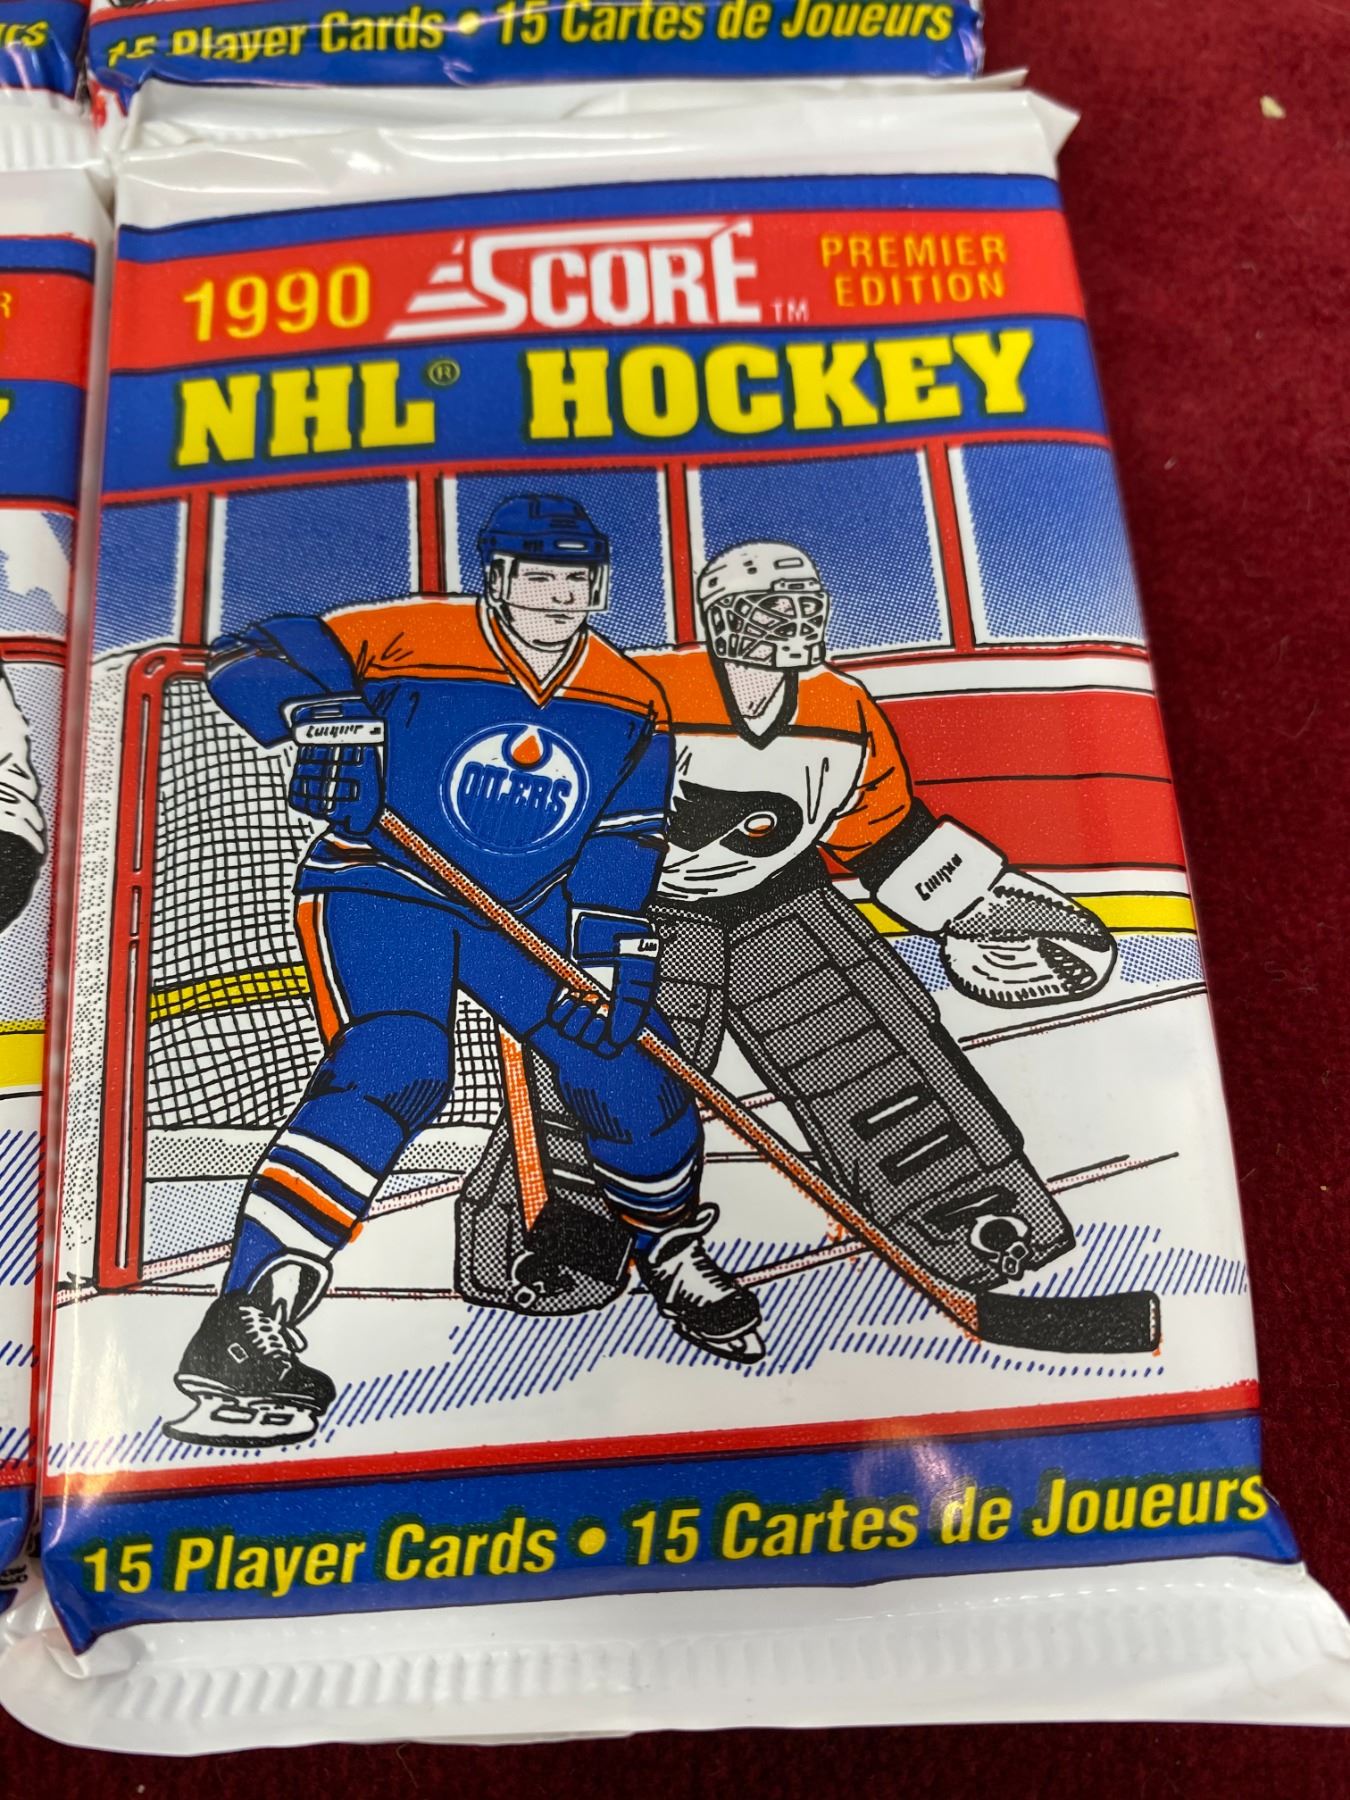 15 Player Cards • 15 Cartes de Joueurs
1990 SCORE™ PREMIER EDITION
NHL® HOCKEY
OILERS
15 Player Cards • 15 Cartes de Joueurs